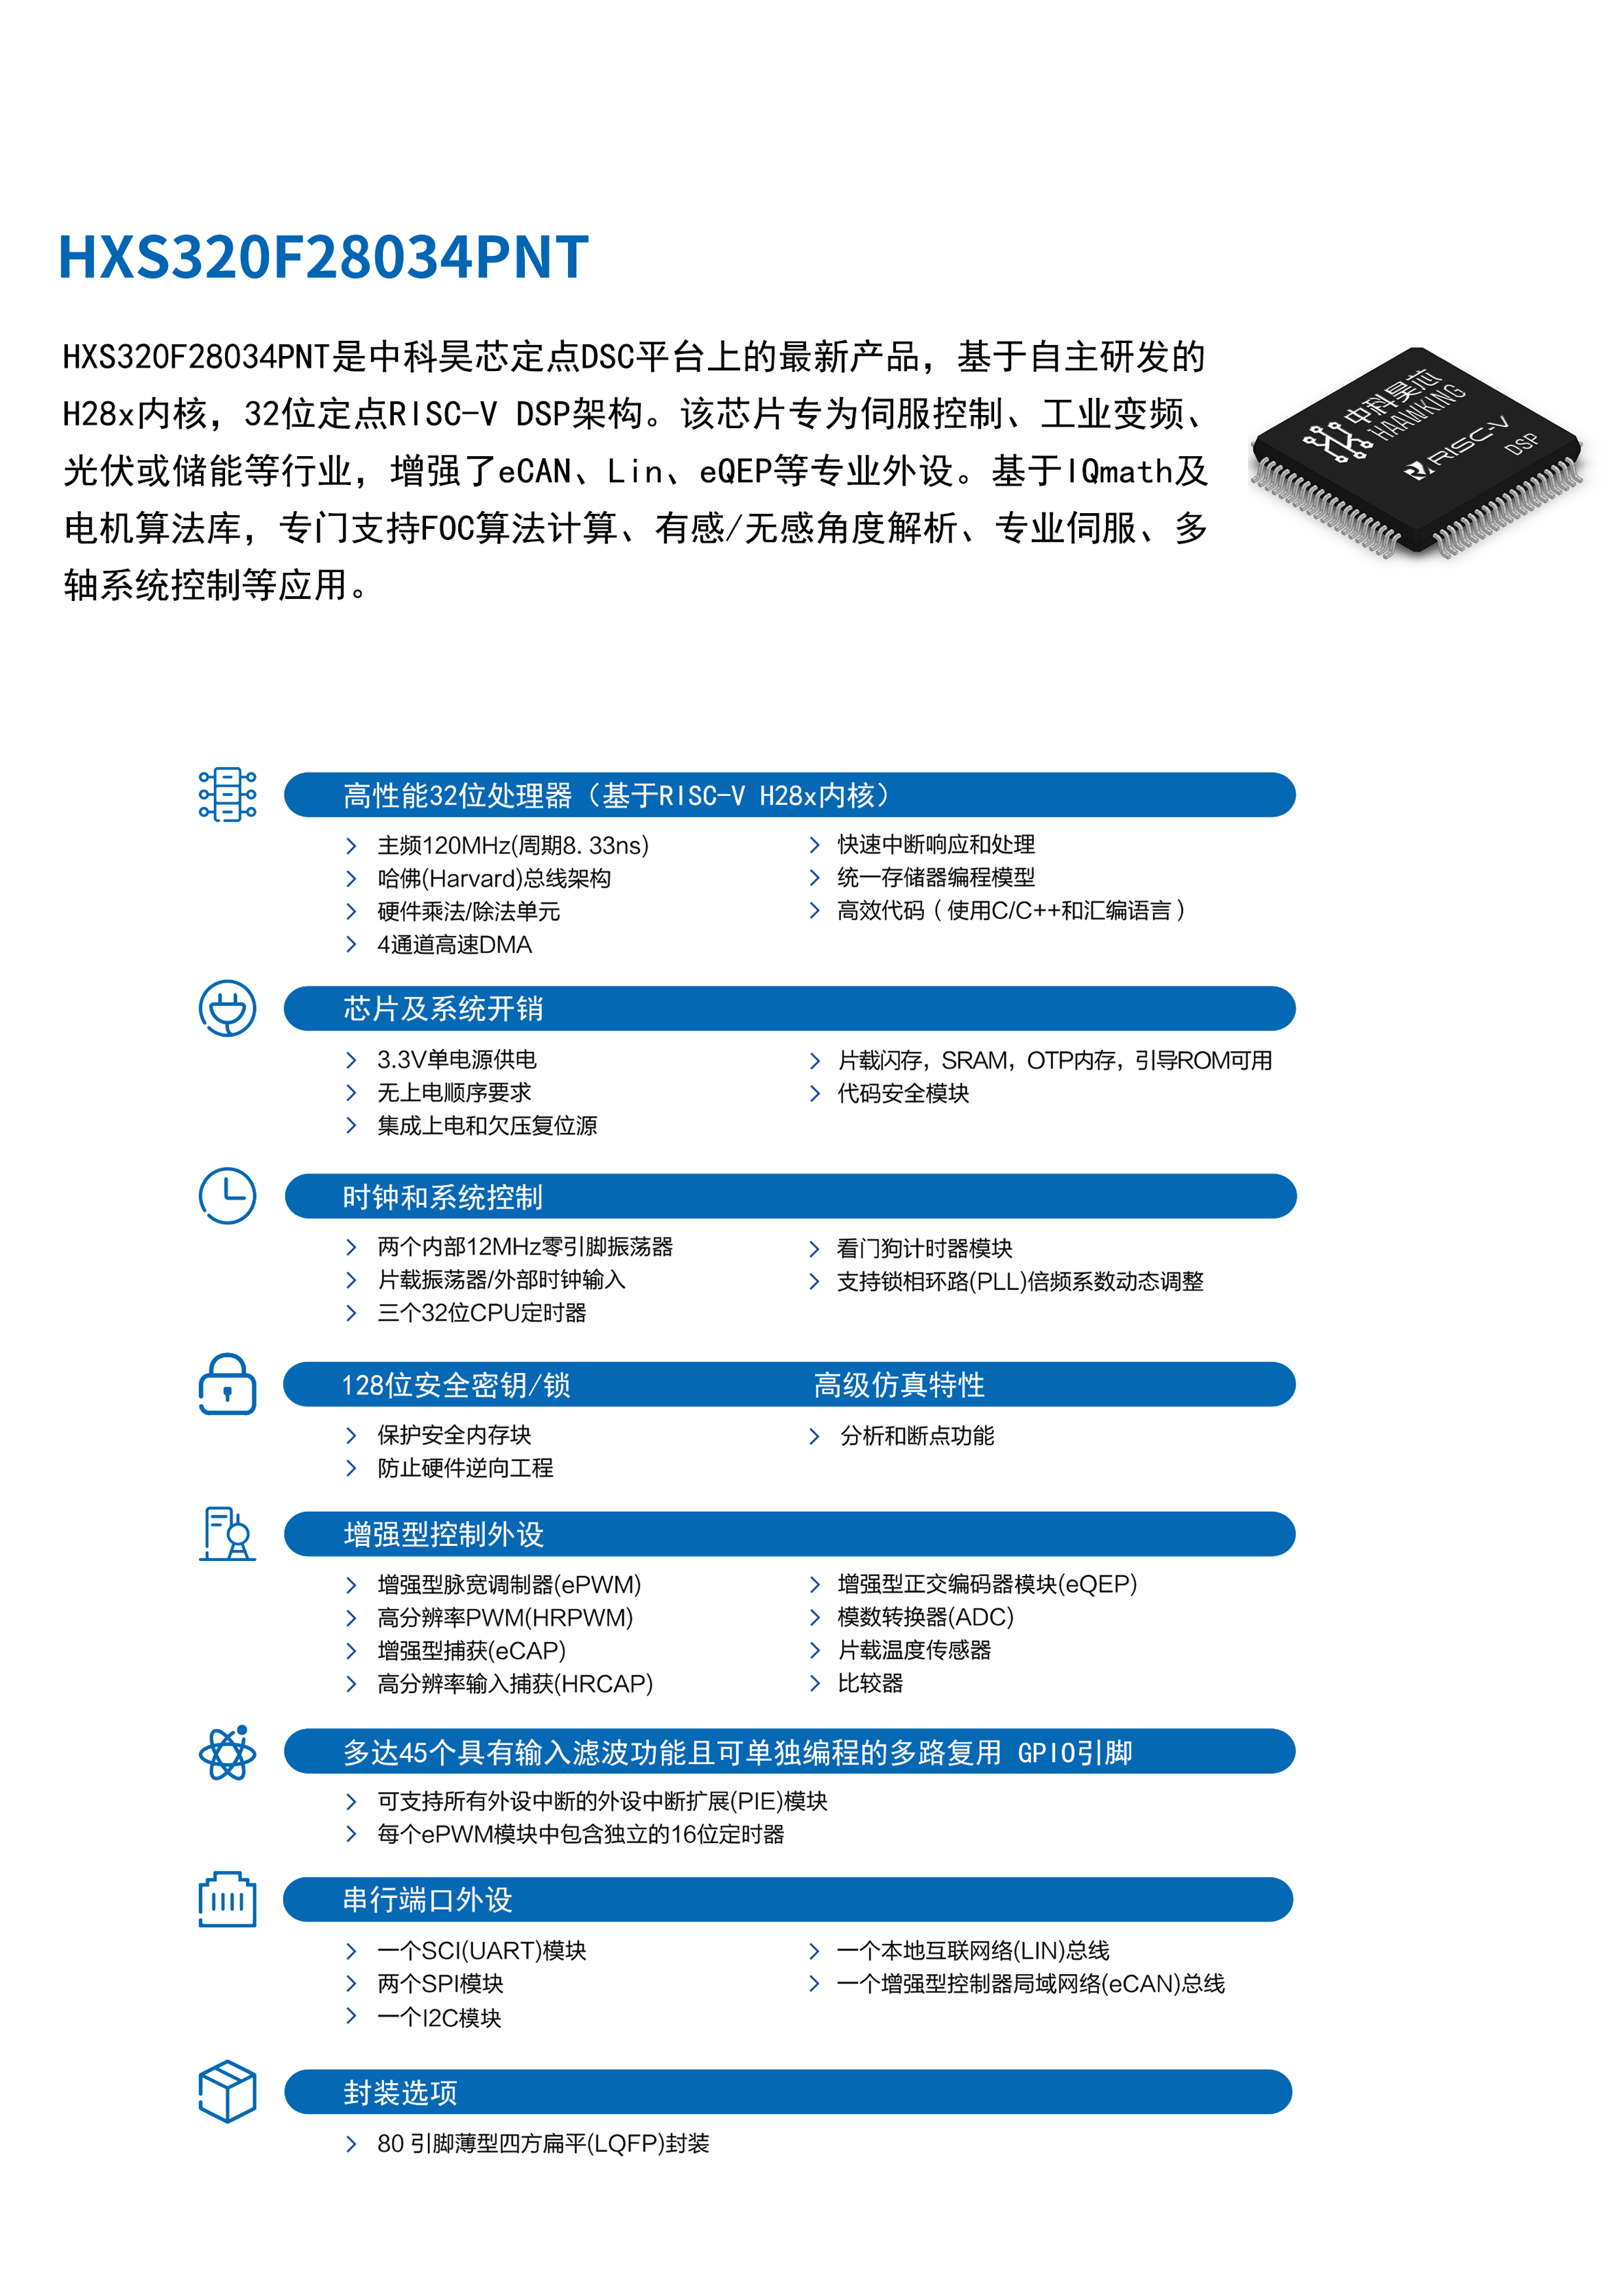 HXS320F28034PNT
HXS320F28034PNT是中科昊芯定点DSC平台上的最新产品，基于自主研发的
H28x内核，32位定点RISC-V DSP架构。该芯片专为伺服控制、工业变频、
光伏或储能等行业，增强了eCAN、Lin、eQEP等专业外设。基于IQmath及
电机算法库，专门支持FOC算法计算、有感/无感角度解析、专业伺服、多
轴系统控制等应用。
中科昊芯
HAAWKING
RISC-V
DSP
高性能32位处理器（基于RISC-V H28x内核）
主频120MHz(周期8. 33ns)
哈佛(Harvard)总线架构
硬件乘法/除法单元
4通道高速DMA
快速中断响应和处理
统一存储器编程模型
高效代码（使用C/C++和汇编语言）
芯片及系统开销
3.3V单电源供电
无上电顺序要求
集成上电和欠压复位源
片载闪存，SRAM，OTP内存，引导ROM可用
代码安全模块
时钟和系统控制
两个内部12MHz零引脚振荡器
片载振荡器/外部时钟输入
三个32位CPU定时器
看门狗计时器模块
支持锁相环路(PLL)倍频系数动态调整
128位安全密钥/锁
保护安全内存块
防止硬件逆向工程
高级仿真特性
分析和断点功能
增强型控制外设
增强型脉宽调制器(ePWM)
高分辨率PWM(HRPWM)
增强型捕获(eCAP)
高分辨率输入捕获(HRCAP)
增强型正交编码器模块(eQEP)
模数转换器(ADC)
片载温度传感器
比较器
多达45个具有输入滤波功能且可单独编程的多路复用 GPIO引脚
可支持所有外设中断的外设中断扩展(PIE)模块
每个ePWM模块中包含独立的16位定时器
串行端口外设
一个SCI(UART)模块
两个SPI模块
一个I2C模块
一个本地互联网络(LIN)总线
一个增强型控制器局域网络(eCAN)总线
封装选项
80 引脚薄型四方扁平(LQFP)封装